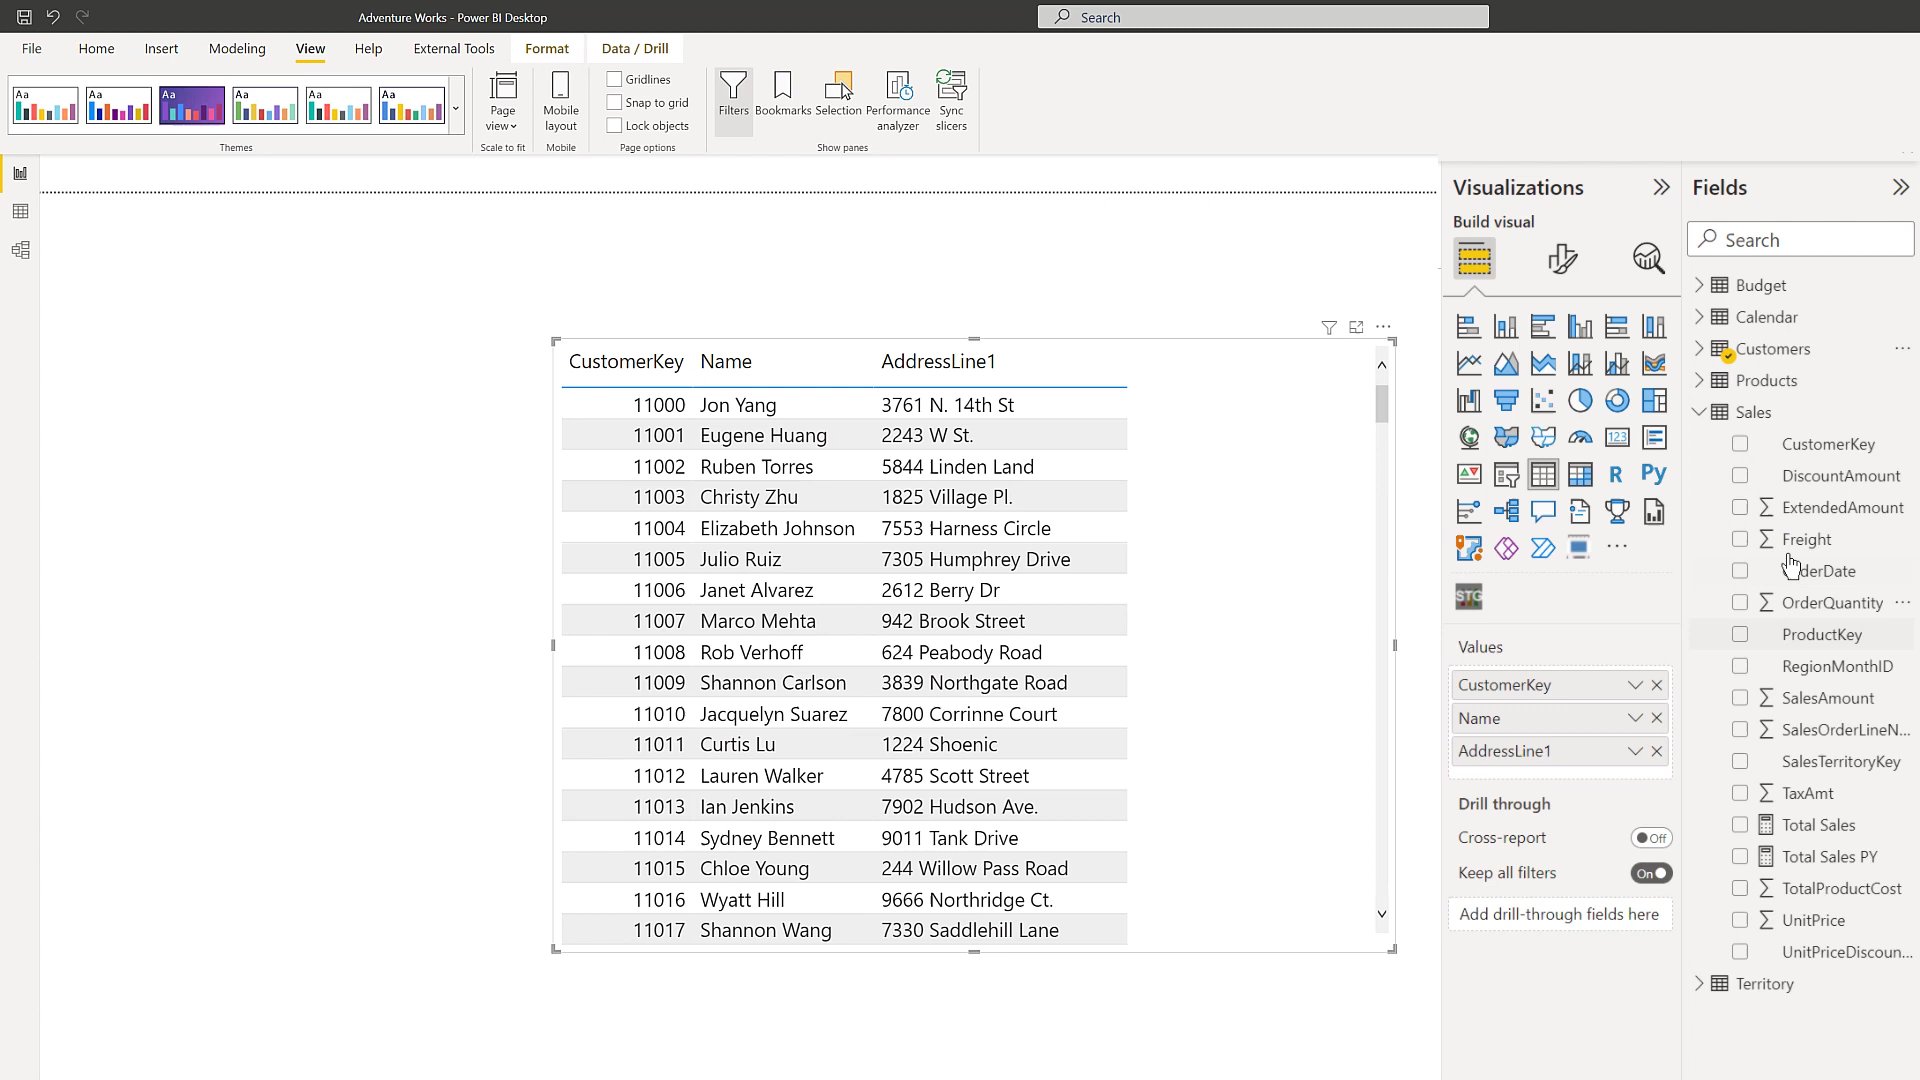 Adventure Works - Power BI Desktop
Search
File Home Insert Modeling View Help External Tools Format Data / Drill
Aa Aa Aa Aa Aa Aa
Page view
Mobile layout
Gridlines
Snap to grid
Lock objects
Filters
Bookmarks
Selection
Performance analyzer
Sync slicers
Themes
Scale to fit
Mobile
Page options
Show panes
CustomerKey Name AddressLine1
11000 Jon Yang 3761 N. 14th St
11001 Eugene Huang 2243 W St.
11002 Ruben Torres 5844 Linden Land
11003 Christy Zhu 1825 Village Pl.
11004 Elizabeth Johnson 7553 Harness Circle
11005 Julio Ruiz 7305 Humphrey Drive
11006 Janet Alvarez 2612 Berry Dr
11007 Marco Mehta 942 Brook Street
11008 Rob Verhoff 624 Peabody Road
11009 Shannon Carlson 3839 Northgate Road
11010 Jacquelyn Suarez 7800 Corrinne Court
11011 Curtis Lu 1224 Shoenic
11012 Lauren Walker 4785 Scott Street
11013 Ian Jenkins 7902 Hudson Ave.
11014 Sydney Bennett 9011 Tank Drive
11015 Chloe Young 244 Willow Pass Road
11016 Wyatt Hill 9666 Northridge Ct.
11017 Shannon Wang 7330 Saddlehill Lane
Visualizations
Build visual
123
R
Py
STG
Values
CustomerKey
Name
AddressLine1
Drill through
Cross-report Off
Keep all filters On
Add drill-through fields here
Fields
Search
Budget
Calendar
Customers
Products
Sales
CustomerKey
DiscountAmount
ExtendedAmount
Freight
derDate
OrderQuantity
ProductKey
RegionMonthID
SalesAmount
SalesOrderLineN...
SalesTerritoryKey
TaxAmt
Total Sales
Total Sales PY
TotalProductCost
UnitPrice
UnitPriceDiscoun...
Territory